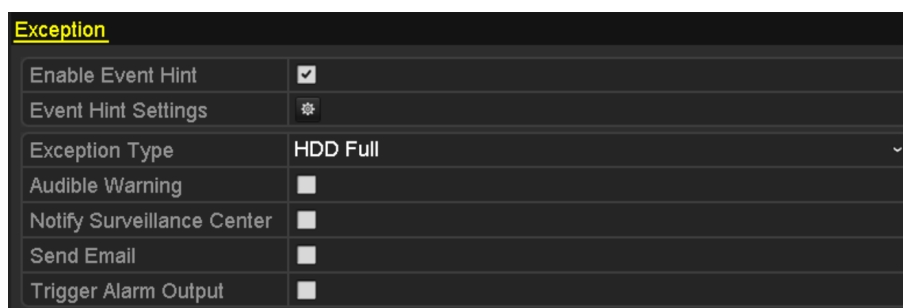 Exception
Enable Event Hint
Event Hint Settings
Exception Type HDD Full
Audible Warning
Notify Surveillance Center
Send Email
Trigger Alarm Output